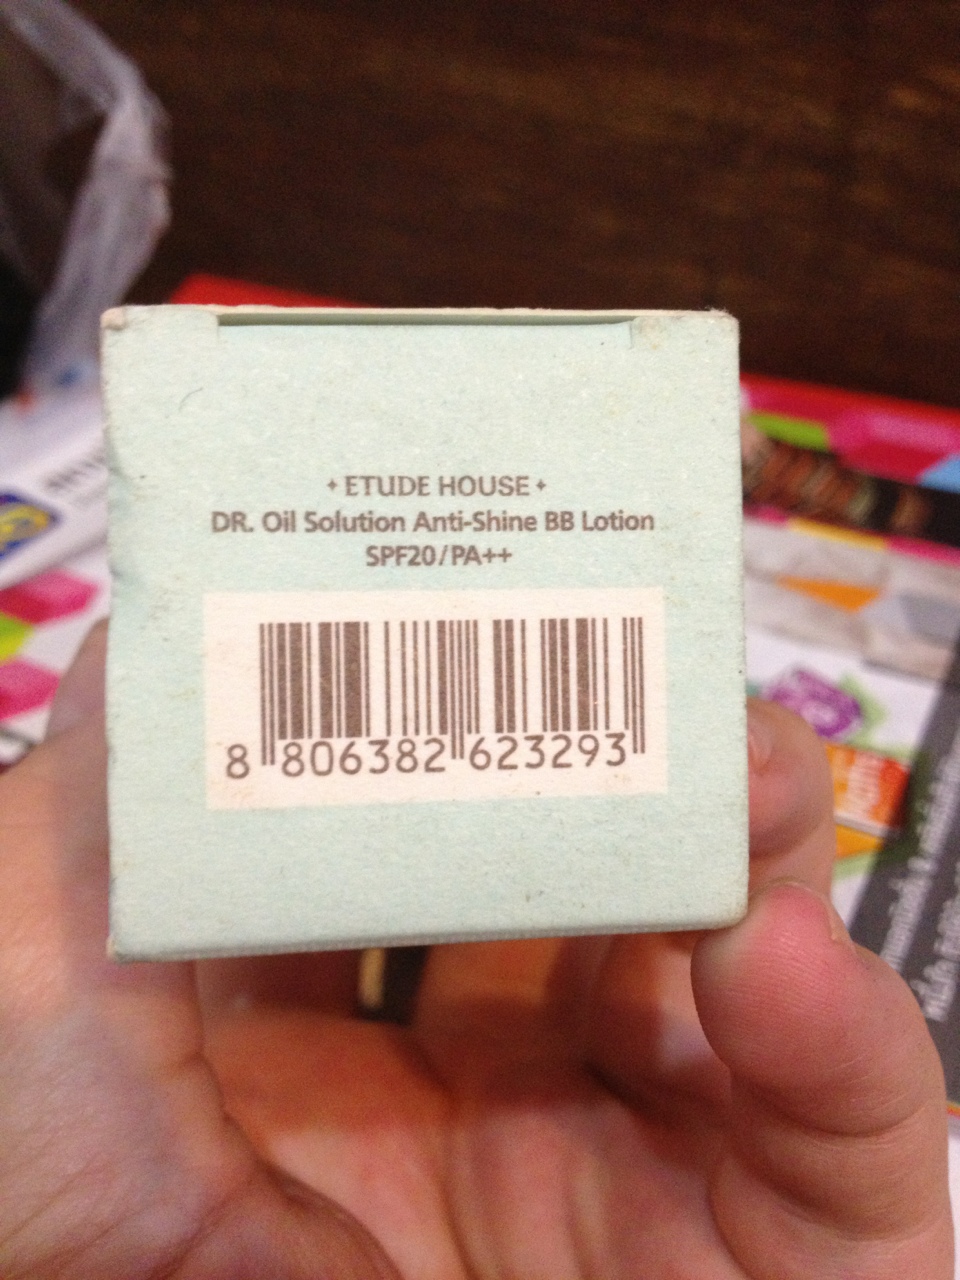 ETUDE HOUSE
DR. Oil Solution Anti-Shine BB Lotion
SPF20/PA++
8 806382 623293